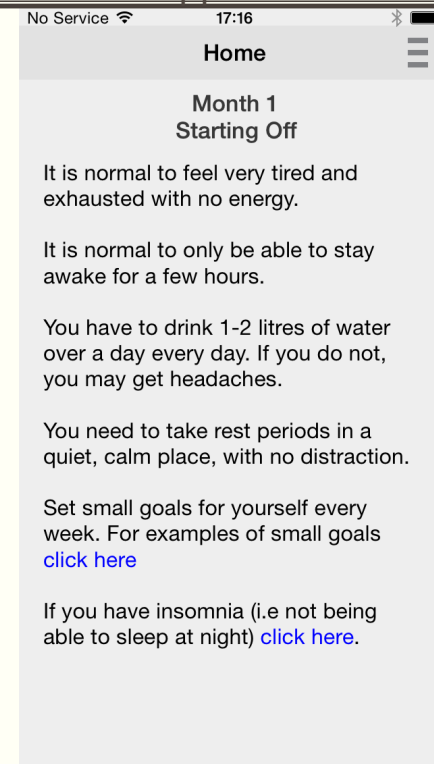 No Service 17:16
Home
Month 1
Starting Off
It is normal to feel very tired and
exhausted with no energy.
It is normal to only be able to stay
awake for a few hours.
You have to drink 1-2 litres of water
over a day every day. If you do not,
you may get headaches.
You need to take rest periods in a
quiet, calm place, with no distraction.
Set small goals for yourself every
week. For examples of small goals
click here
If you have insomnia (i.e not being
able to sleep at night) click here.